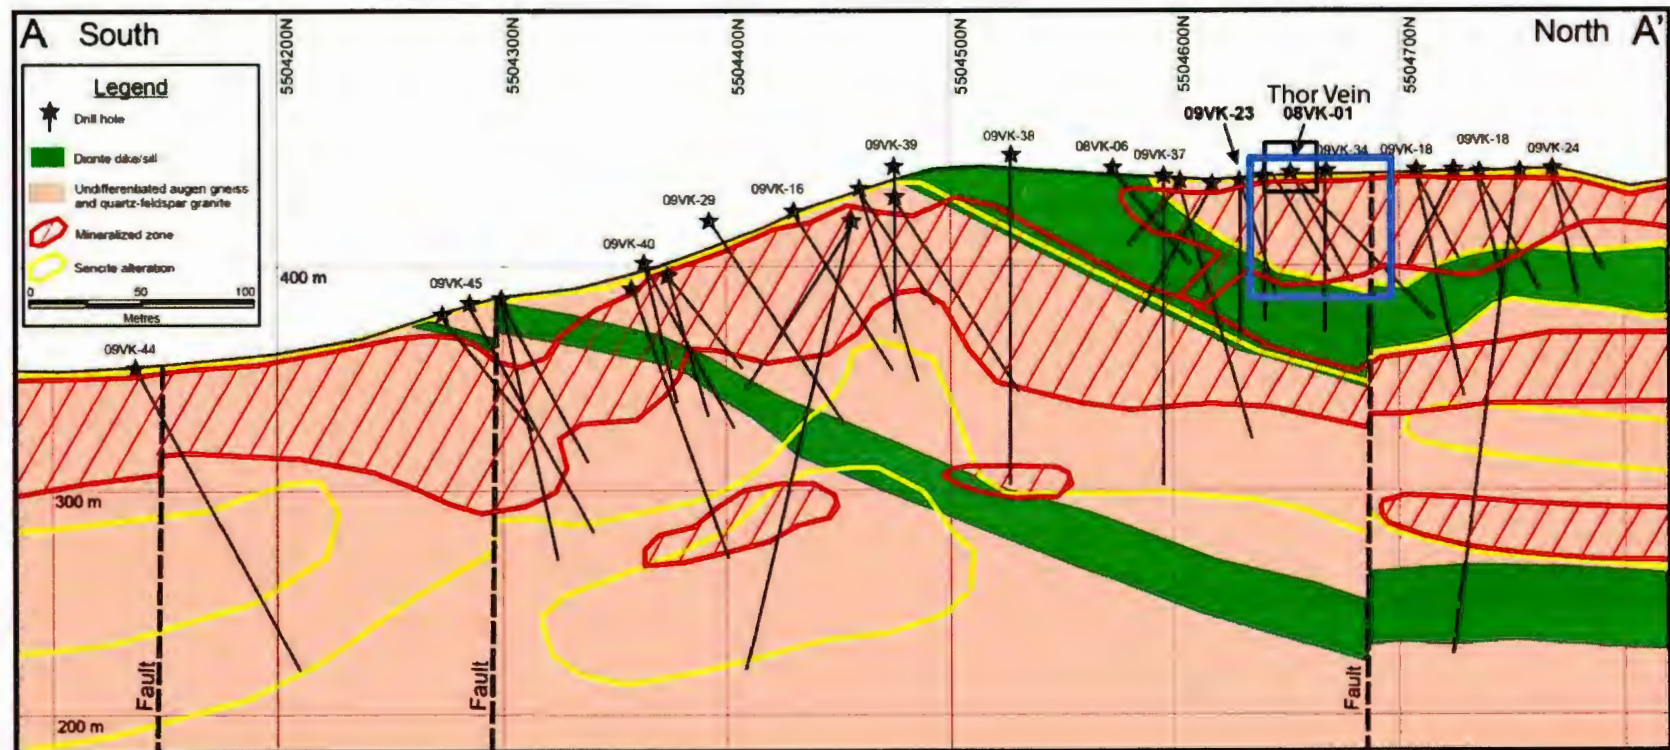 A South
North A'
5504200N
5504300N
5504400N
5504500N
5504600N
5504700N
Legend
Drill hole
Diorite dike/sill
Undifferentiated augen gneiss
and quartz-feldspar granite
Mineralized zone
Sericite alteration
0 50 100
Metres
Thor Vein
09VK-23
08VK-01
09VK-44
09VK-45
09VK-40
09VK-29
09VK-16
09VK-39
09VK-38
08VK-06
09VK-37
09VK-34
09VK-18
09VK-18
09VK-24
400 m
300 m
200 m
Fault
Fault
Fault